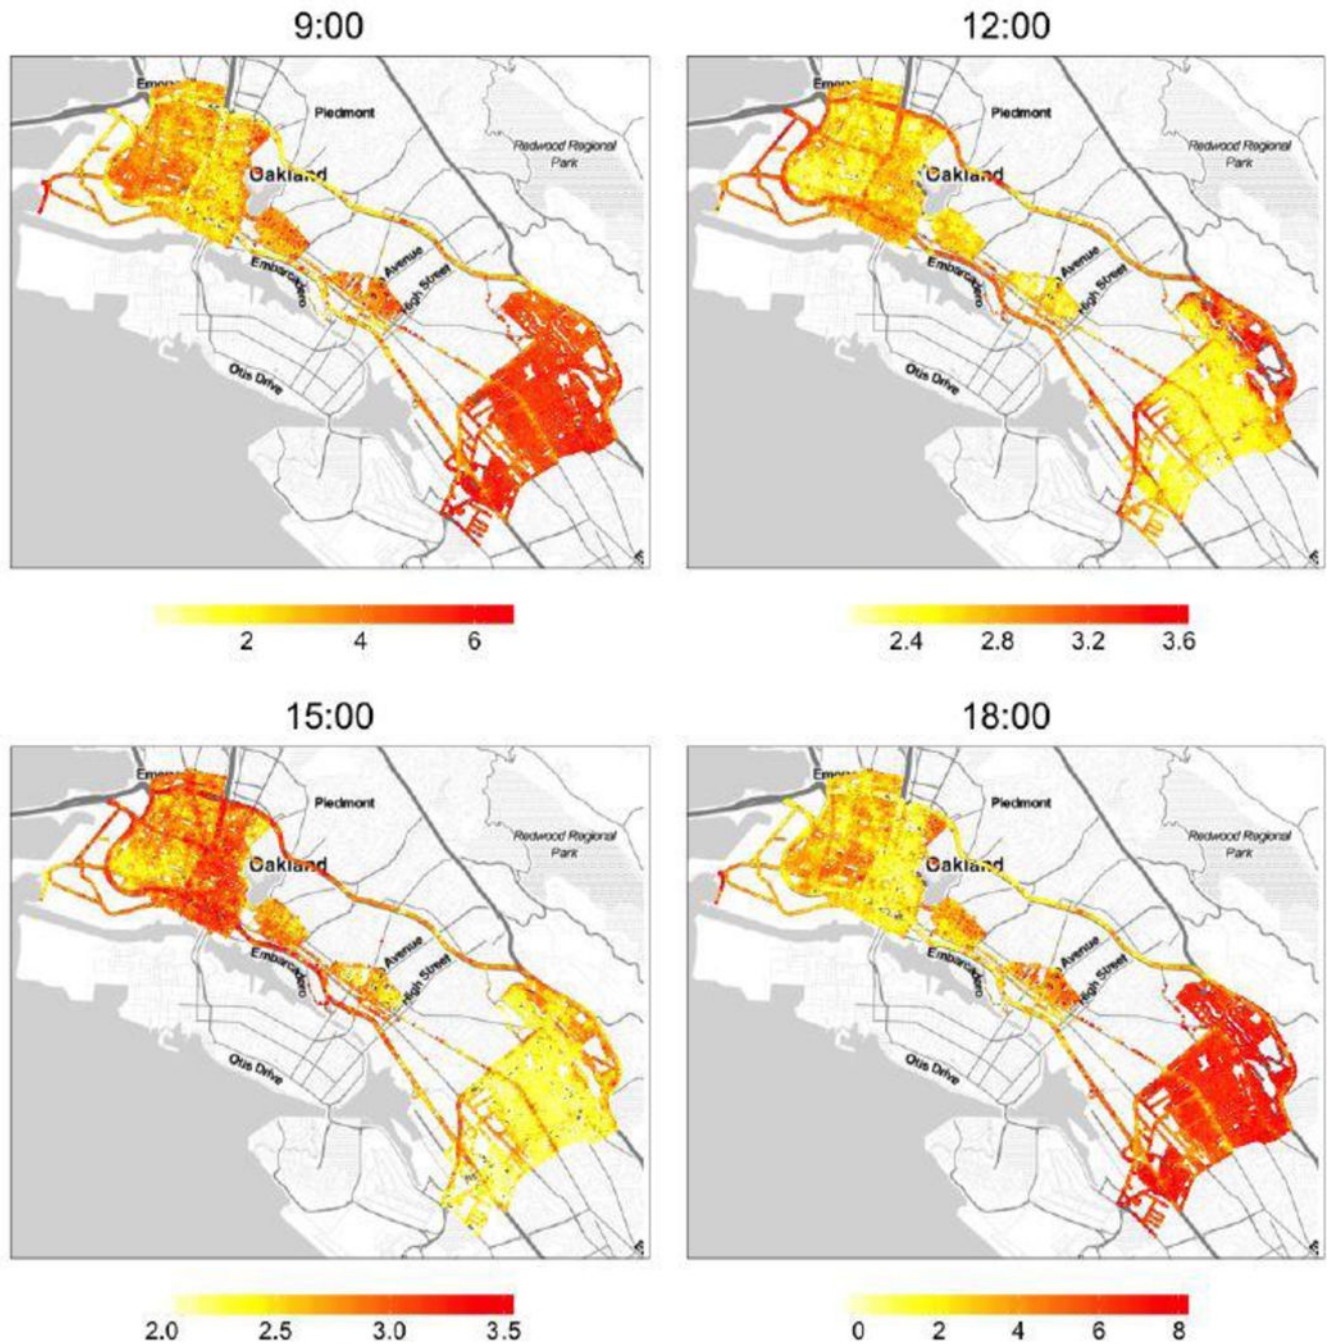 9:00
12:00
Piedmont
Redwood Regional
Park
Oakland
Avenue
High Street
Embarcadero
Otis Drive
Piedmont
Redwood Regional
Park
Oakland
Avenue
High Street
Embarcadero
Otis Drive
2 4 6
2.4 2.8 3.2 3.6
15:00
18:00
Piedmont
Redwood Regional
Park
Oakland
Avenue
High Street
Embarcadero
Otis Drive
Piedmont
Redwood Regional
Park
Oakland
Avenue
High Street
Embarcadero
Otis Drive
2.0 2.5 3.0 3.5
0 2 4 6 8